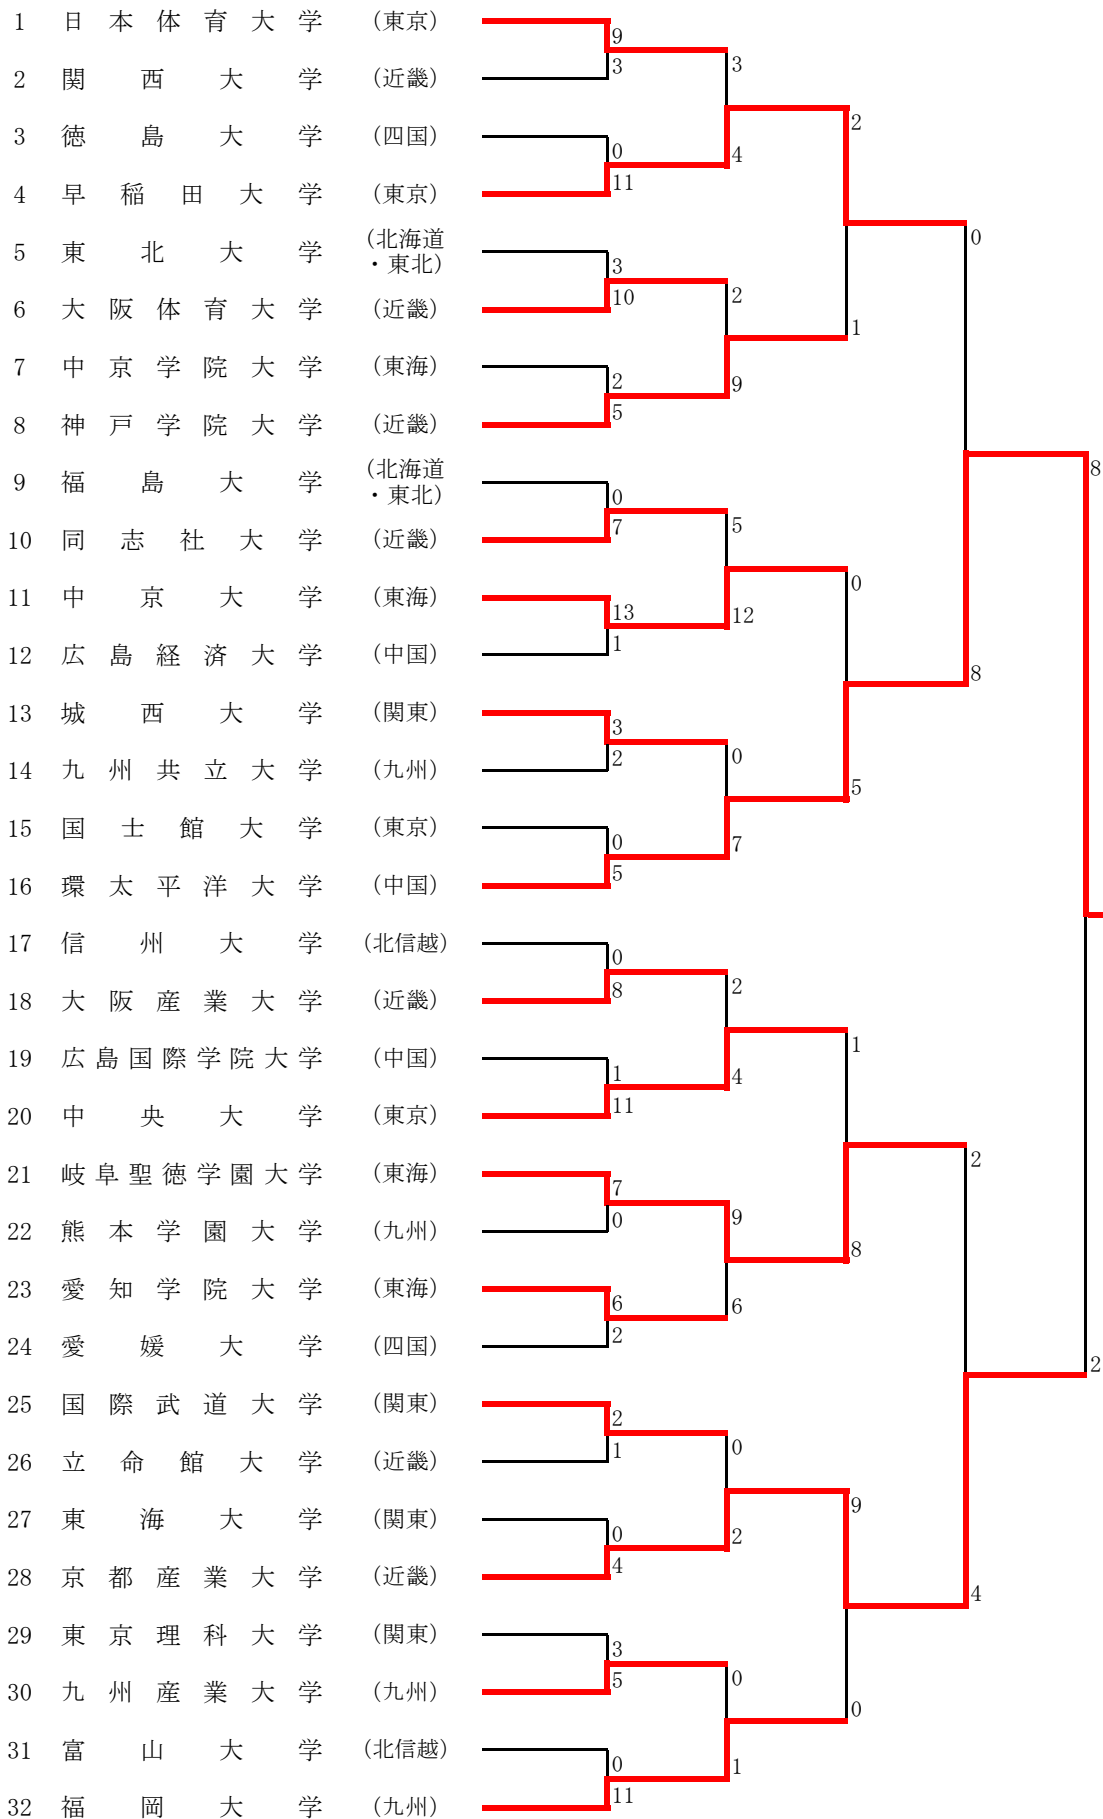 1 日本体育大学 (東京)
9
3
3
2 関西大学 (近畿)
2
3 徳島大学 (四国)
0
4
11
4 早稲田大学 (東京)
0
5 東北大学 (北海道
・東北)
3
10
2
6 大阪体育大学 (近畿)
1
7 中京学院大学 (東海)
2
9
5
8 神戸学院大学 (近畿)
8
9 福島大学 (北海道
・東北)
0
7
5
10 同志社大学 (近畿)
0
11 中京大学 (東海)
13
12
1
12 広島経済大学 (中国)
8
13 城西大学 (関東)
3
2
0
14 九州共立大学 (九州)
5
15 国士館大学 (東京)
0
7
5
16 環太平洋大学 (中国)
17 信州大学 (北信越)
0
8
2
18 大阪産業大学 (近畿)
1
19 広島国際学院大学 (中国)
1
4
11
20 中央大学 (東京)
2
21 岐阜聖徳学園大学 (東海)
7
0
9
22 熊本学園大学 (九州)
8
23 愛知学院大学 (東海)
6
6
2
24 愛媛大学 (四国)
2
25 国際武道大学 (関東)
2
1
0
26 立命館大学 (近畿)
9
27 東海大学 (関東)
0
2
4
28 京都産業大学 (近畿)
4
29 東京理科大学 (関東)
3
5
0
30 九州産業大学 (九州)
0
31 富山大学 (北信越)
0
1
11
32 福岡大学 (九州)